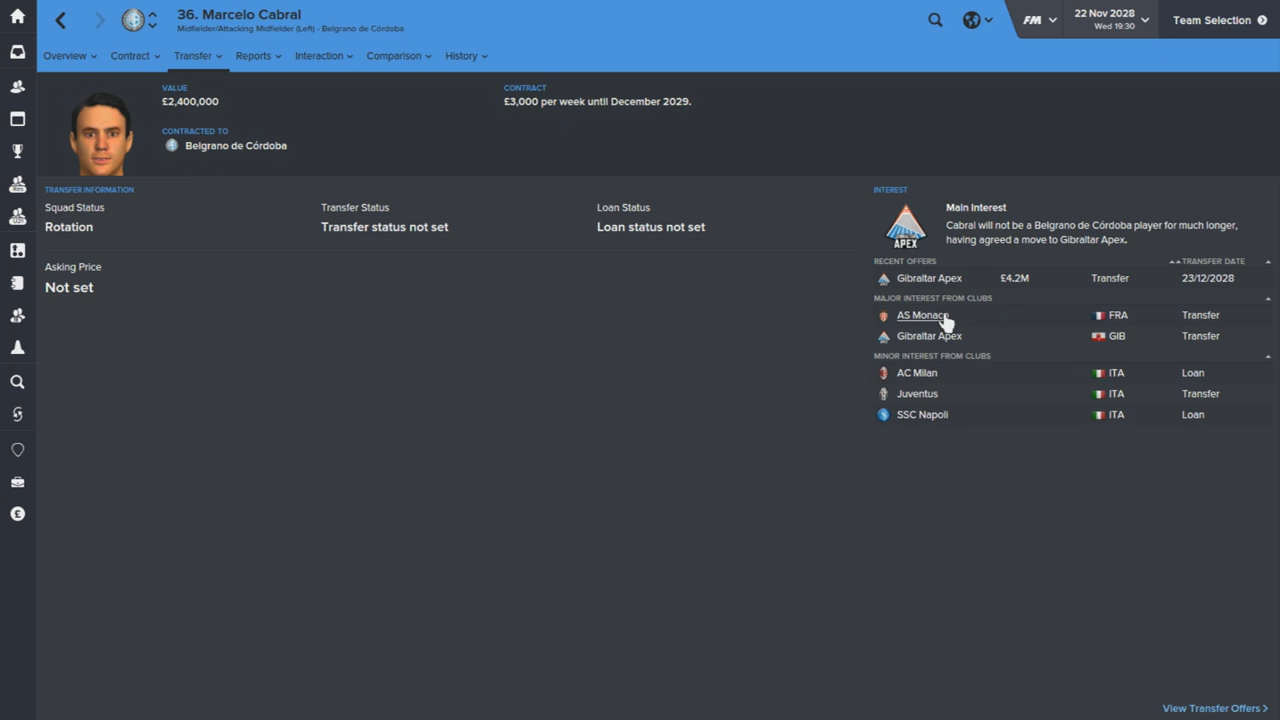 36. Marcelo Cabral
Midfielder/Attacking Midfielder (Left) - Belgrano de Córdoba
FM
22 Nov 2028
Wed 19:30
Team Selection
Overview
Contract
Transfer
Reports
Interaction
Comparison
History
VALUE
£2,400,000
CONTRACT
£3,000 per week until December 2029.
CONTRACTED TO
Belgrano de Córdoba
TRANSFER INFORMATION
Squad Status
Rotation
Transfer Status
Transfer status not set
Loan Status
Loan status not set
Asking Price
Not set
INTEREST
APEX
Main Interest
Cabral will not be a Belgrano de Córdoba player for much longer,
having agreed a move to Gibraltar Apex.
RECENT OFFERS TRANSFER DATE
Gibraltar Apex £4.2M Transfer 23/12/2028
MAJOR INTEREST FROM CLUBS
AS Monaco FRA Transfer
Gibraltar Apex GIB Transfer
MINOR INTEREST FROM CLUBS
AC Milan ITA Loan
Juventus ITA Transfer
SSC Napoli ITA Loan
View Transfer Offers